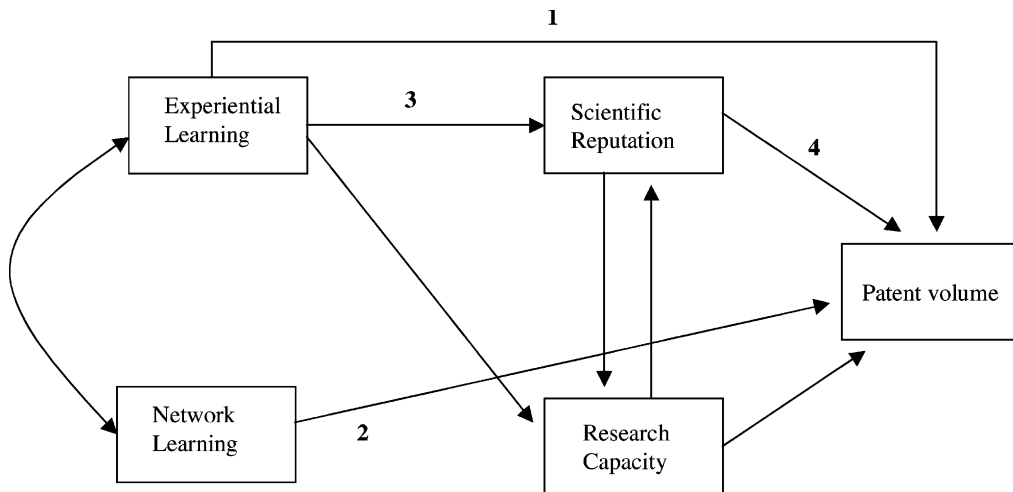 1
Experiential
Learning
3
Scientific
Reputation
4
Patent volume
Network
Learning
2
Research
Capacity